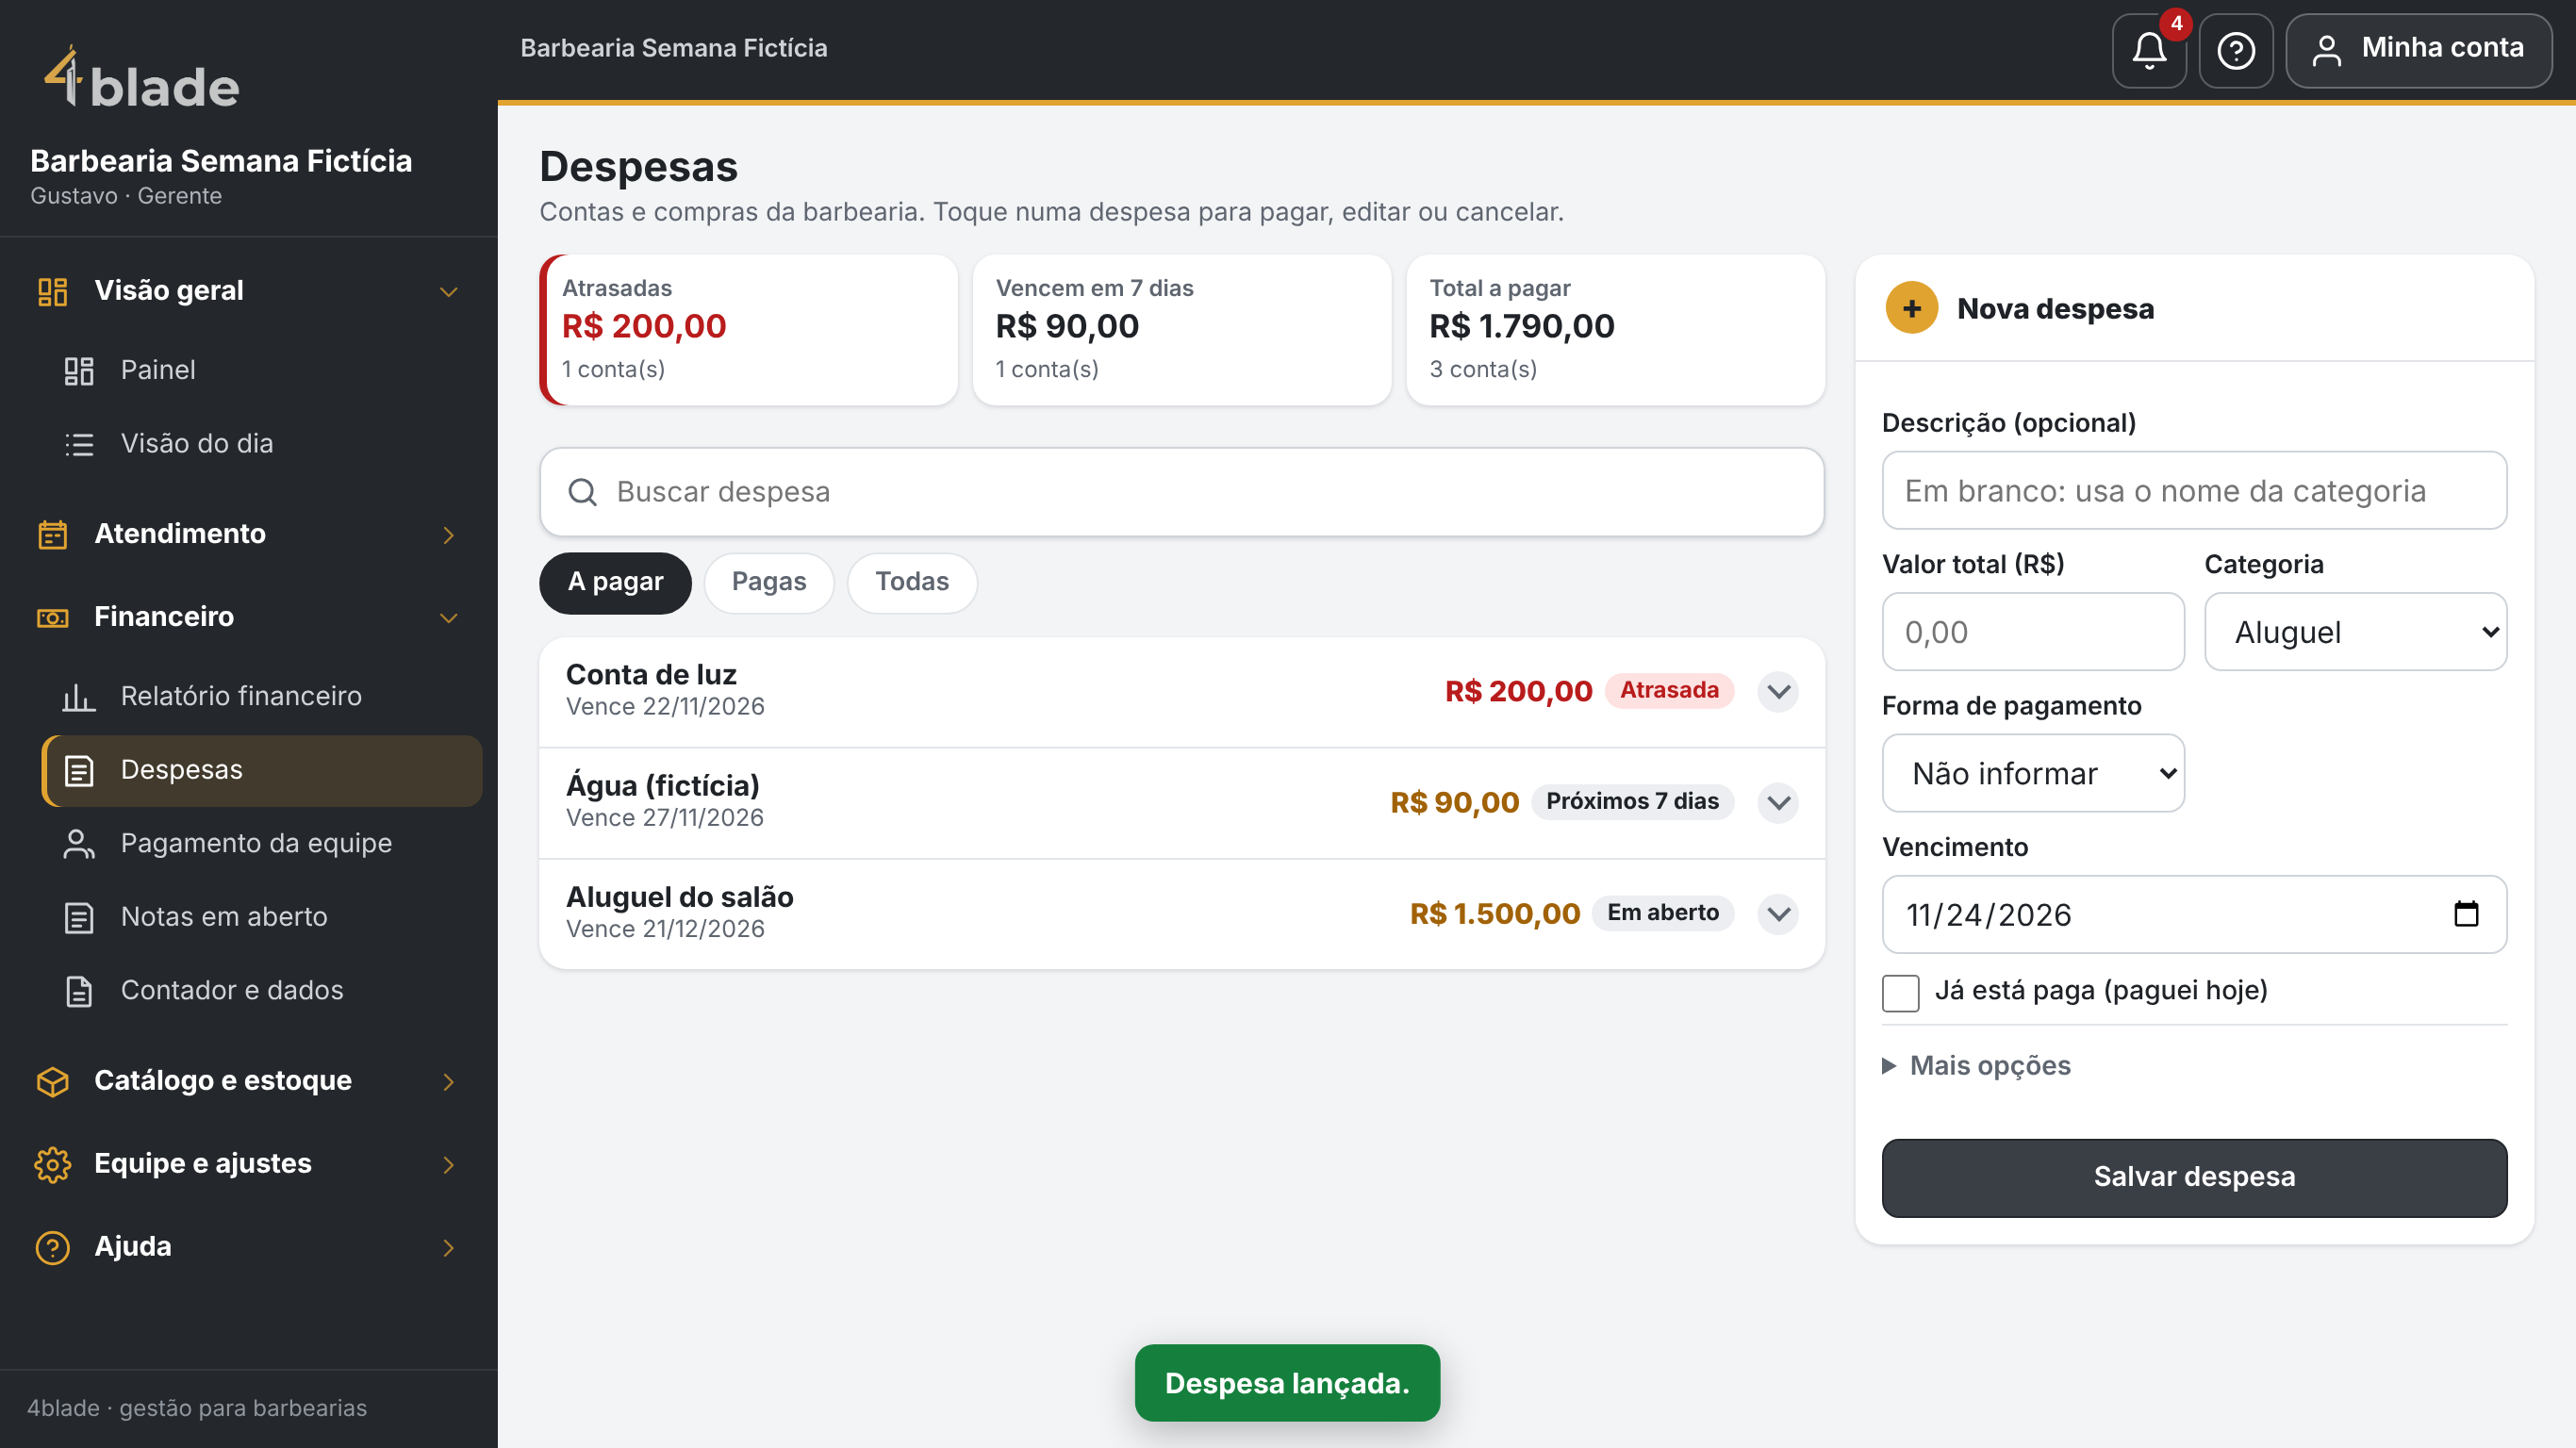 4blade
Barbearia Semana Fictícia
Gustavo · Gerente
Visão geral
Painel
Visão do dia
Atendimento
Financeiro
Relatório financeiro
Despesas
Pagamento da equipe
Notas em aberto
Contador e dados
Catálogo e estoque
Equipe e ajustes
Ajuda
4blade · gestão para barbearias
Barbearia Semana Fictícia
4
Minha conta
Despesas
Contas e compras da barbearia. Toque numa despesa para pagar, editar ou cancelar.
Atrasadas
R$ 200,00
1 conta(s)
Vencem em 7 dias
R$ 90,00
1 conta(s)
Total a pagar
R$ 1.790,00
3 conta(s)
Buscar despesa
A pagar
Pagas
Todas
Conta de luz
Vence 22/11/2026
R$ 200,00
Atrasada
Água (fictícia)
Vence 27/11/2026
R$ 90,00
Próximos 7 dias
Aluguel do salão
Vence 21/12/2026
R$ 1.500,00
Em aberto
Nova despesa
Descrição (opcional)
Em branco: usa o nome da categoria
Valor total (R$)
0,00
Categoria
Aluguel
Forma de pagamento
Não informar
Vencimento
11/24/2026
Já está paga (paguei hoje)
Mais opções
Salvar despesa
Despesa lançada.